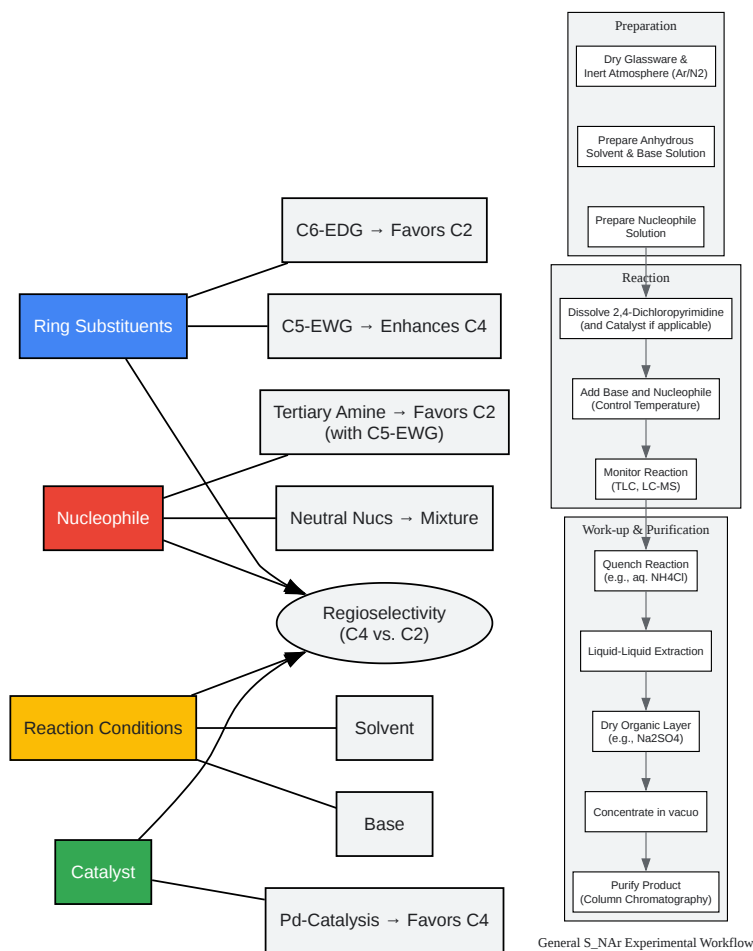 Ring Substituents
C6-EDG → Favors C2
C5-EWG → Enhances C4
Nucleophile
Tertiary Amine → Favors C2
(with C5-EWG)
Neutral Nucs → Mixture
Regioselectivity
(C4 vs. C2)
Reaction Conditions
Solvent
Base
Catalyst
Pd-Catalysis → Favors C4
Preparation
Dry Glassware &
Inert Atmosphere (Ar/N2)
Prepare Anhydrous
Solvent & Base Solution
Prepare Nucleophile
Solution
Reaction
Dissolve 2,4-Dichloropyrimidine
(and Catalyst if applicable)
Add Base and Nucleophile
(Control Temperature)
Monitor Reaction
(TLC, LC-MS)
Work-up & Purification
Quench Reaction
(e.g., aq. NH4Cl)
Liquid-Liquid Extraction
Dry Organic Layer
(e.g., Na2SO4)
Concentrate in vacuo
Purify Product
(Column Chromatography)
General S_NAr Experimental Workflow